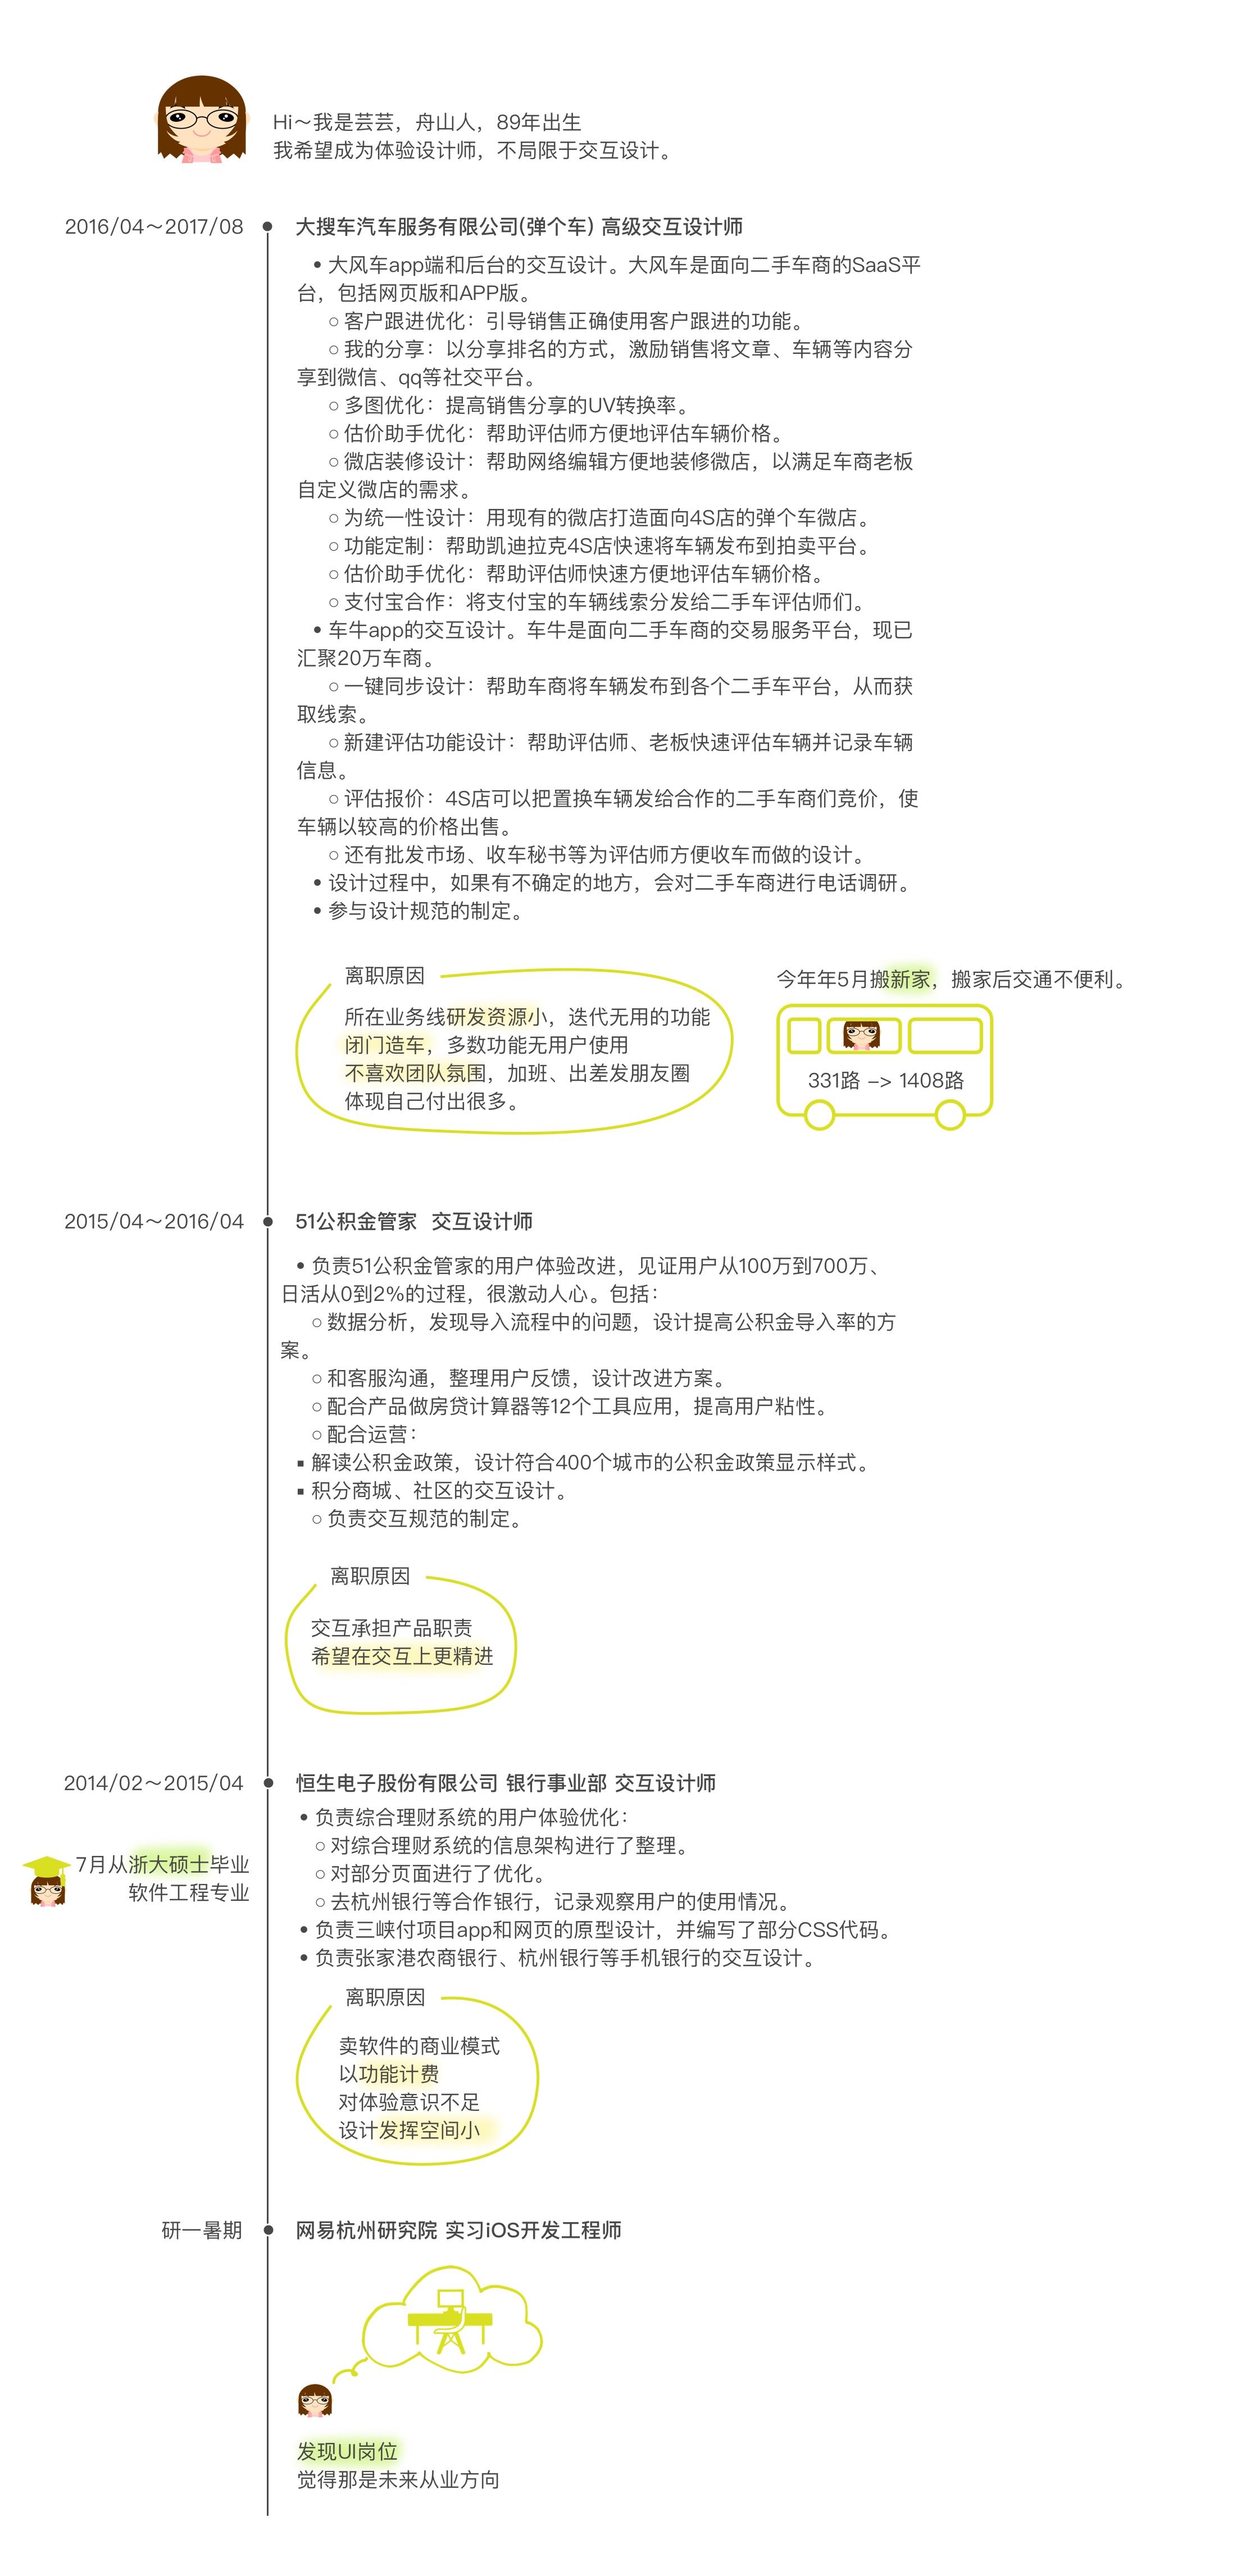 Hi～我是芸芸，舟山人，89年出生
我希望成为体验设计师，不局限于交互设计。
2016/04～2017/08
大搜车汽车服务有限公司(弹个车) 高级交互设计师
• 大风车app端和后台的交互设计。大风车是面向二手车商的SaaS平
台，包括网页版和APP版。
○ 客户跟进优化：引导销售正确使用客户跟进的功能。
○ 我的分享：以分享排名的方式，激励销售将文章、车辆等内容分
享到微信、qq等社交平台。
○ 多图优化：提高销售分享的UV转换率。
○ 估价助手优化：帮助评估师方便地评估车辆价格。
○ 微店装修设计：帮助网络编辑方便地装修微店，以满足车商老板
自定义微店的需求。
○ 为统一性设计：用现有的微店打造面向4S店的弹个车微店。
○ 功能定制：帮助凯迪拉克4S店快速将车辆发布到拍卖平台。
○ 估价助手优化：帮助评估师快速方便地评估车辆价格。
○ 支付宝合作：将支付宝的车辆线索分发给二手车评估师们。
• 车牛app的交互设计。车牛是面向二手车商的交易服务平台，现已
汇聚20万车商。
○ 一键同步设计：帮助车商将车辆发布到各个二手车平台，从而获
取线索。
○ 新建评估功能设计：帮助评估师、老板快速评估车辆并记录车辆
信息。
○ 评估报价：4S店可以把置换车辆发给合作的二手车商们竞价，使
车辆以较高的价格出售。
○ 还有批发市场、收车秘书等为评估师方便收车而做的设计。
• 设计过程中，如果有不确定的地方，会对二手车商进行电话调研。
• 参与设计规范的制定。
离职原因
所在业务线研发资源小，迭代无用的功能
闭门造车，多数功能无用户使用
不喜欢团队氛围，加班、出差发朋友圈
体现自己付出很多。
今年年5月搬新家，搬家后交通不便利。
331路 –> 1408路
2015/04～2016/04
51公积金管家 交互设计师
• 负责51公积金管家的用户体验改进，见证用户从100万到700万、
日活从0到2%的过程，很激动人心。包括：
○ 数据分析，发现导入流程中的问题，设计提高公积金导入率的方
案。
○ 和客服沟通，整理用户反馈，设计改进方案。
○ 配合产品做房贷计算器等12个工具应用，提高用户粘性。
○ 配合运营：
▪ 解读公积金政策，设计符合400个城市的公积金政策显示样式。
▪ 积分商城、社区的交互设计。
○ 负责交互规范的制定。
离职原因
交互承担产品职责
希望在交互上更精进
2014/02～2015/04
恒生电子股份有限公司 银行事业部 交互设计师
• 负责综合理财系统的用户体验优化：
○ 对综合理财系统的信息架构进行了整理。
○ 对部分页面进行了优化。
○ 去杭州银行等合作银行，记录观察用户的使用情况。
• 负责三峡付项目app和网页的原型设计，并编写了部分CSS代码。
• 负责张家港农商银行、杭州银行等手机银行的交互设计。
7月从浙大硕士毕业
软件工程专业
离职原因
卖软件的商业模式
以功能计费
对体验意识不足
设计发挥空间小
研一暑期
网易杭州研究院 实习iOS开发工程师
发现UI岗位
觉得那是未来从业方向